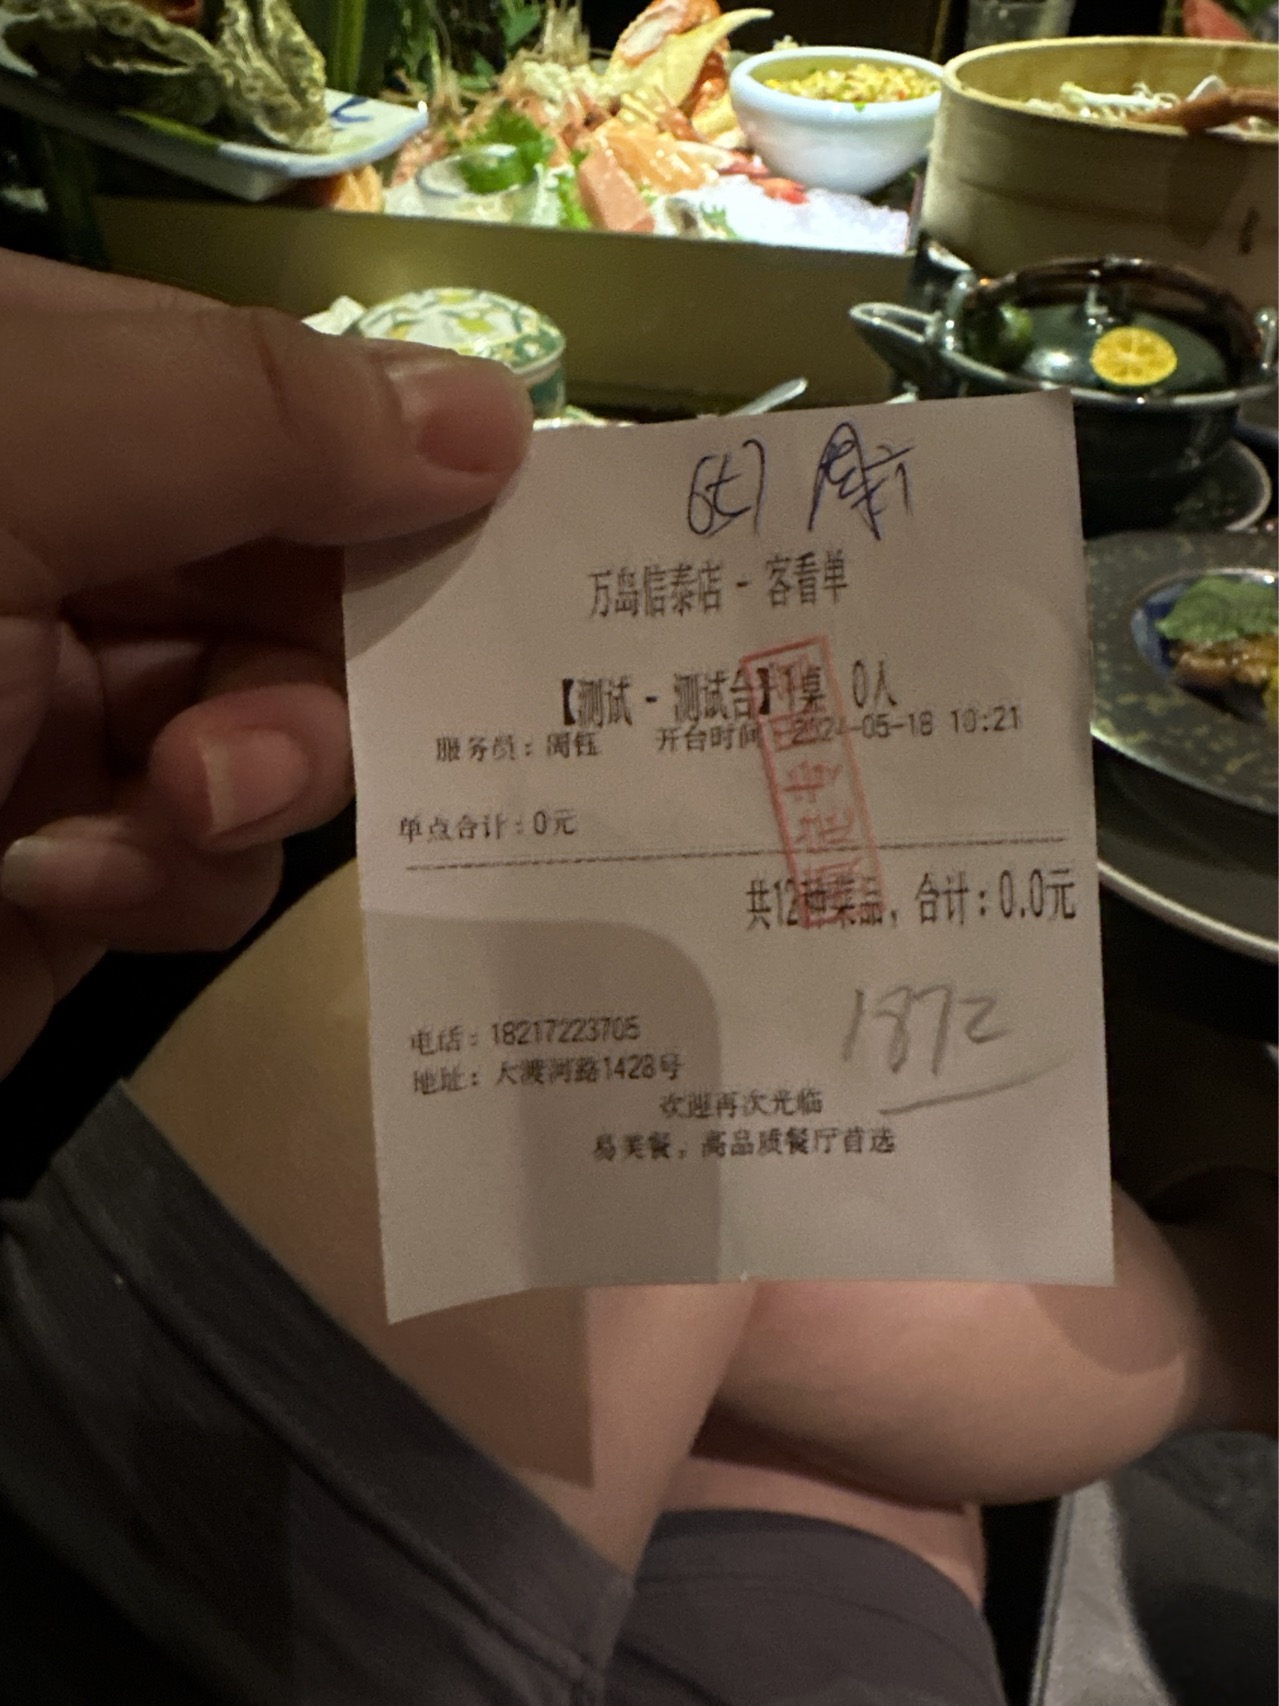 万岛信泰店 - 客看单
【测试 - 测试台】1桌 0人
服务员：周钰 开台时间 2024-05-18 10:21
单点合计：0元
共12种菜品，合计：0.0元
1872
电话：18217223705
地址：大渡河路1428号
欢迎再次光临
易美餐，高品质餐厅首选